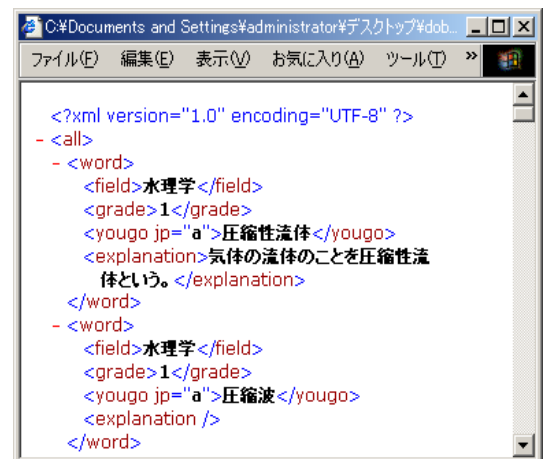 C:¥Documents and Settings¥administrator¥デスクトップ¥dob...
ファイル(F) 編集(E) 表示(V) お気に入り(A) ツール(T) »
<?xml version="1.0" encoding="UTF-8" ?>
- <all>
- <word>
<field>水理学</field>
<grade>1</grade>
<yougo jp="a">圧縮性流体</yougo>
<explanation>気体の流体のことを圧縮性流
体という。</explanation>
</word>
- <word>
<field>水理学</field>
<grade>1</grade>
<yougo jp="a">圧縮波</yougo>
<explanation />
</word>